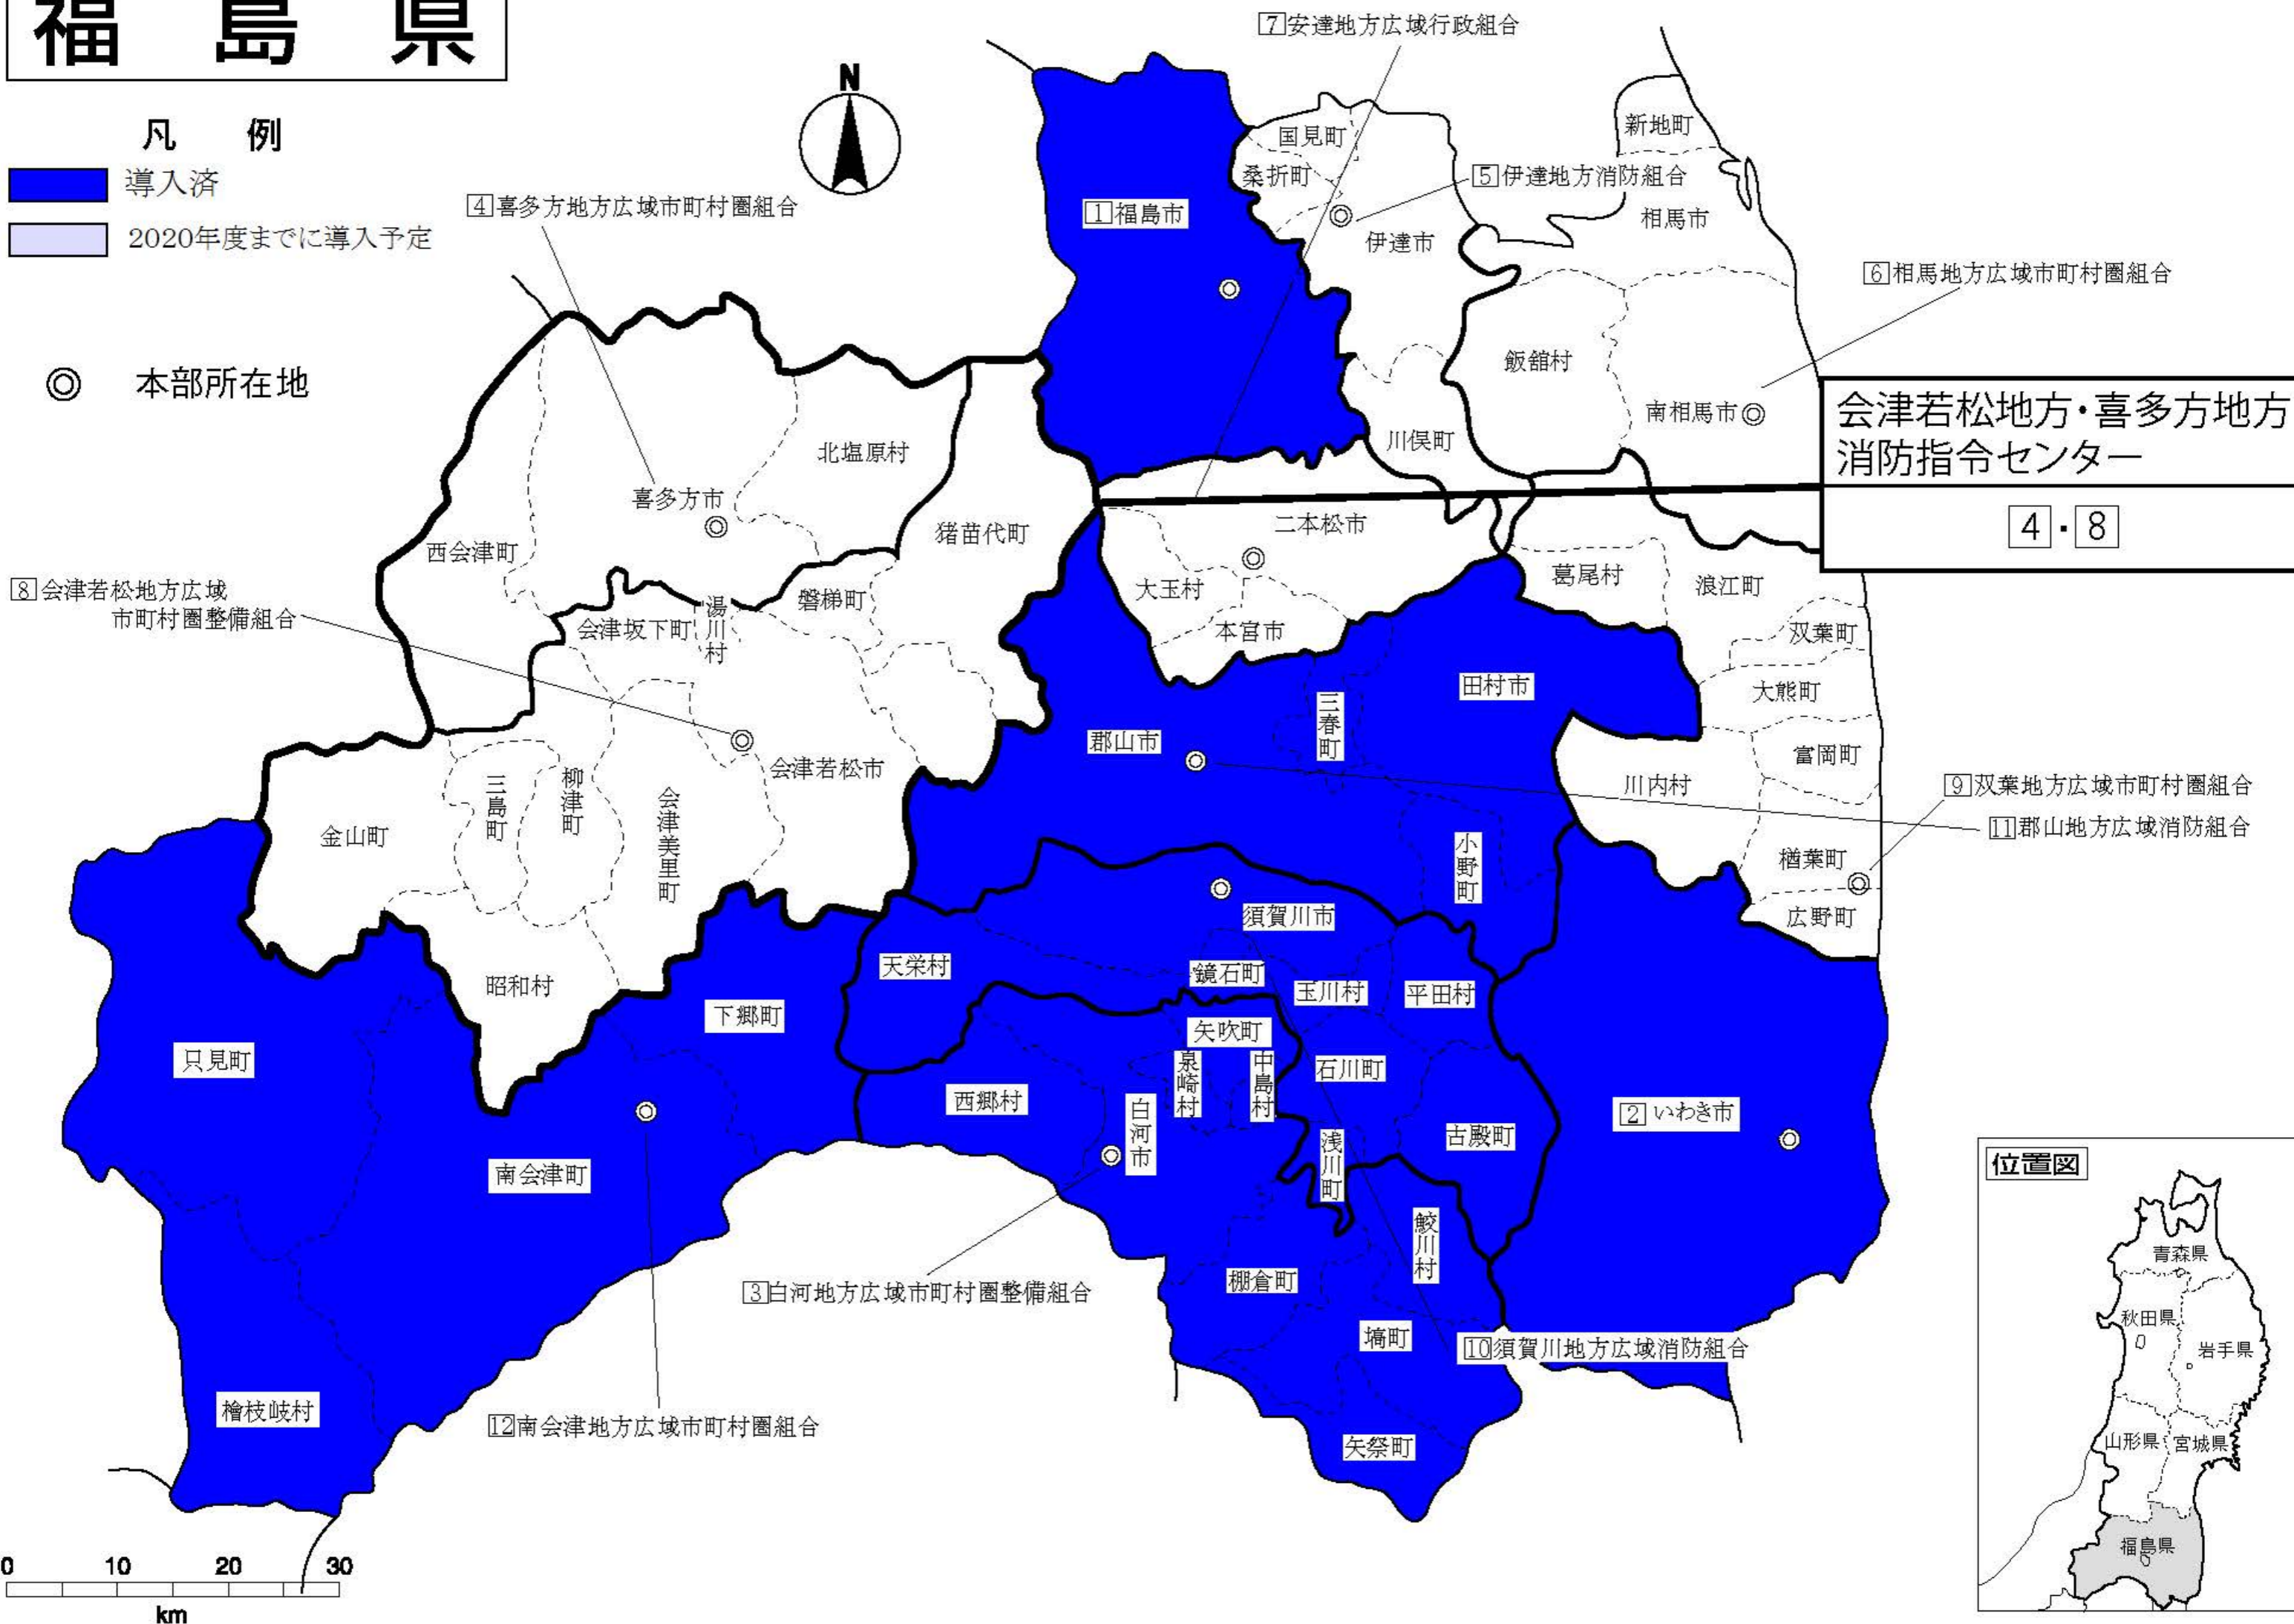 福島県
凡例
導入済
2020年度までに導入予定
◎ 本部所在地
N
7安達地方広域行政組合
4喜多方地方広域市町村圏組合
1福島市
国見町
桑折町
5伊達地方消防組合
伊達市
新地町
相馬市
6相馬地方広域市町村圏組合
飯舘村
南相馬市
川俣町
会津若松地方・喜多方地方
消防指令センター
4・8
北塩原村
喜多方市
西会津町
猪苗代町
二本松市
大玉村
本宮市
葛尾村
浪江町
双葉町
大熊町
富岡町
川内村
楢葉町
広野町
8会津若松地方広域
市町村圏整備組合
会津坂下町
湯川村
磐梯町
田村市
三春町
郡山市
小野町
9双葉地方広域市町村圏組合
11郡山地方広域消防組合
会津若松市
三島町
柳津町
会津美里町
金山町
昭和村
須賀川市
天栄村
鏡石町
玉川村
平田村
下郷町
只見町
矢吹町
泉崎村
中島村
石川町
西郷村
白河市
浅川町
古殿町
2いわき市
南会津町
鮫川村
棚倉町
3白河地方広域市町村圏整備組合
塙町
10須賀川地方広域消防組合
檜枝岐村
12南会津地方広域市町村圏組合
矢祭町
位置図
青森県
秋田県
岩手県
山形県
宮城県
福島県
0 10 20 30
km